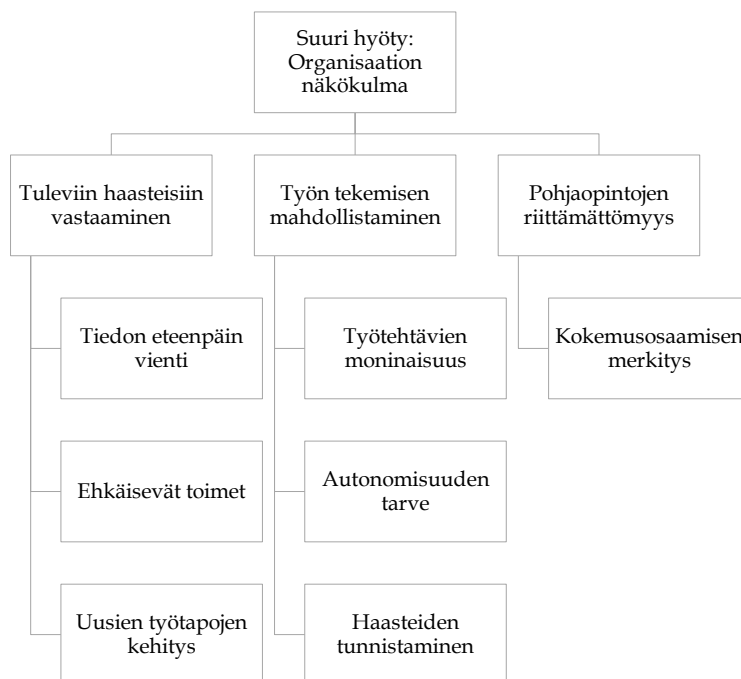 Suuri hyöty:
Organisaation
näkökulma
Tuleviin haasteisiin
vastaaminen
Työn tekemisen
mahdollistaminen
Pohjaopintojen
riittämättömyys
Tiedon eteenpäin
vienti
Työtehtävien
moninaisuus
Kokemusosaamisen
merkitys
Ehkäisevät toimet
Autonomisuuden
tarve
Uusien työtapojen
kehitys
Haasteiden
tunnistaminen